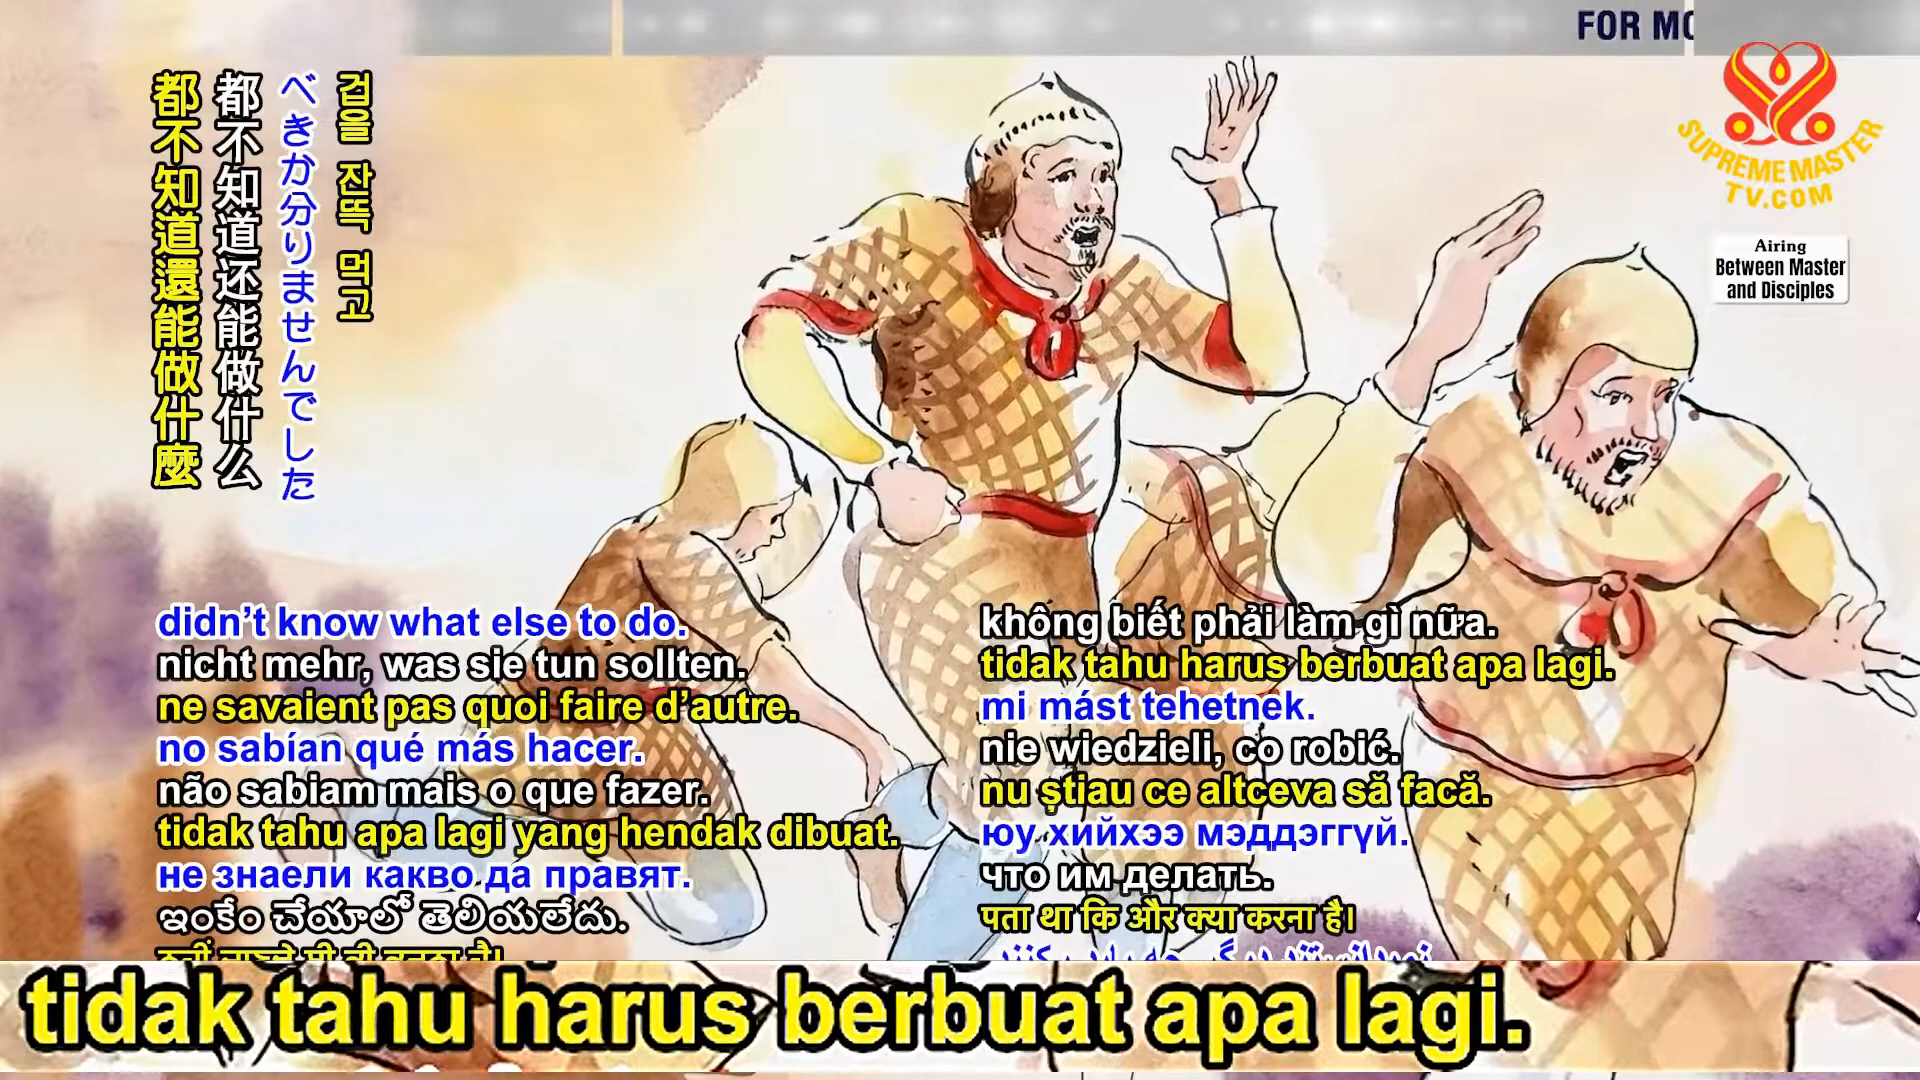 FOR MO
SUPREME MASTER
TV.COM
Airing
Between Master
and Disciples
겁을 잔뜩 먹고
べきか分りませんでした
都不知道还能做什么
都不知道還能做什麼
didn’t know what else to do.
nicht mehr, was sie tun sollten.
ne savaient pas quoi faire d’autre.
no sabían qué más hacer.
não sabiam mais o que fazer.
tidak tahu apa lagi yang hendak dibuat.
не знаели какво да правят.
ఇంకేం చేయాలో తెలియలేదు.
không biết phải làm gì nữa.
tidak tahu harus berbuat apa lagi.
mi mást tehetnek.
nie wiedzieli, co robić.
nu știau ce altceva să facă.
юу хийхээ мэддэггүй.
что им делать.
पता था कि और क्या करना है।
tidak tahu harus berbuat apa lagi.